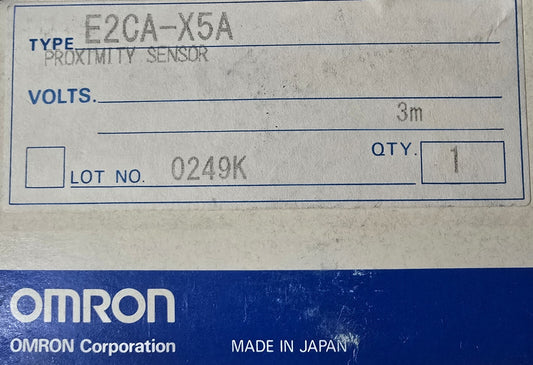 TYPE E2CA-X5A
PROXIMITY SENSOR
VOLTS.
3m
LOT NO. 0249K QTY. 1
OMRON
OMRON Corporation MADE IN JAPAN